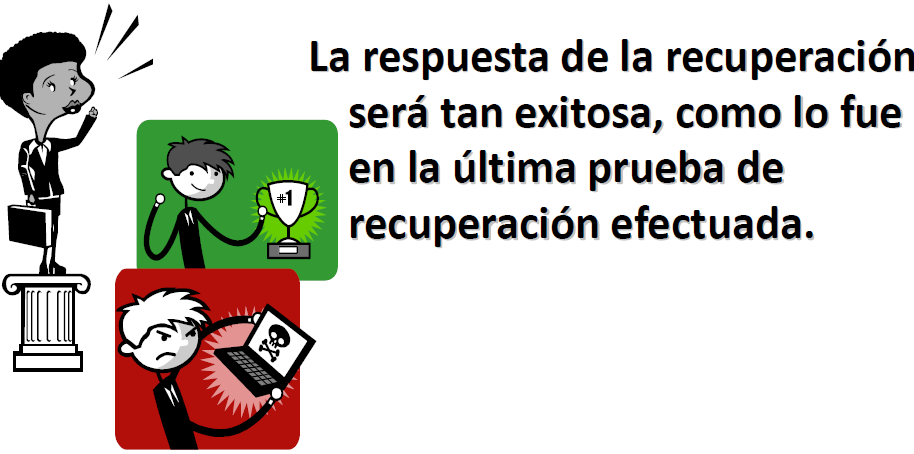 La respuesta de la recuperación
será tan exitosa, como lo fue
en la última prueba de
recuperación efectuada.
#1